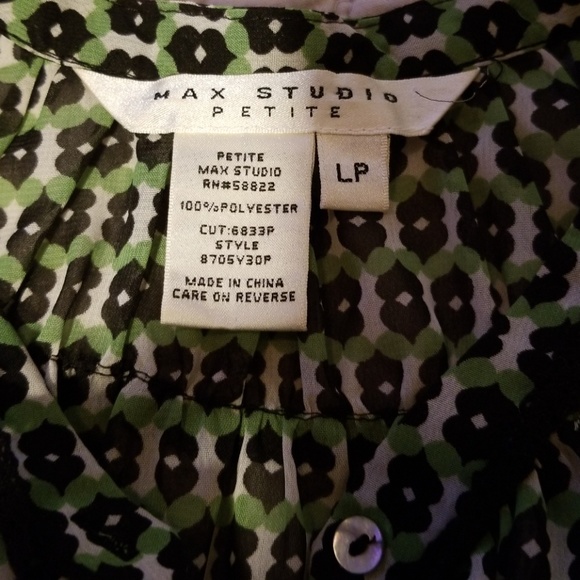 MAX STUDIO
PETITE
LP
PETITE
MAX STUDIO
RN#58822
100%POLYESTER
CUT:6833P
STYLE
8705Y30P
MADE IN CHINA
CARE ON REVERSE